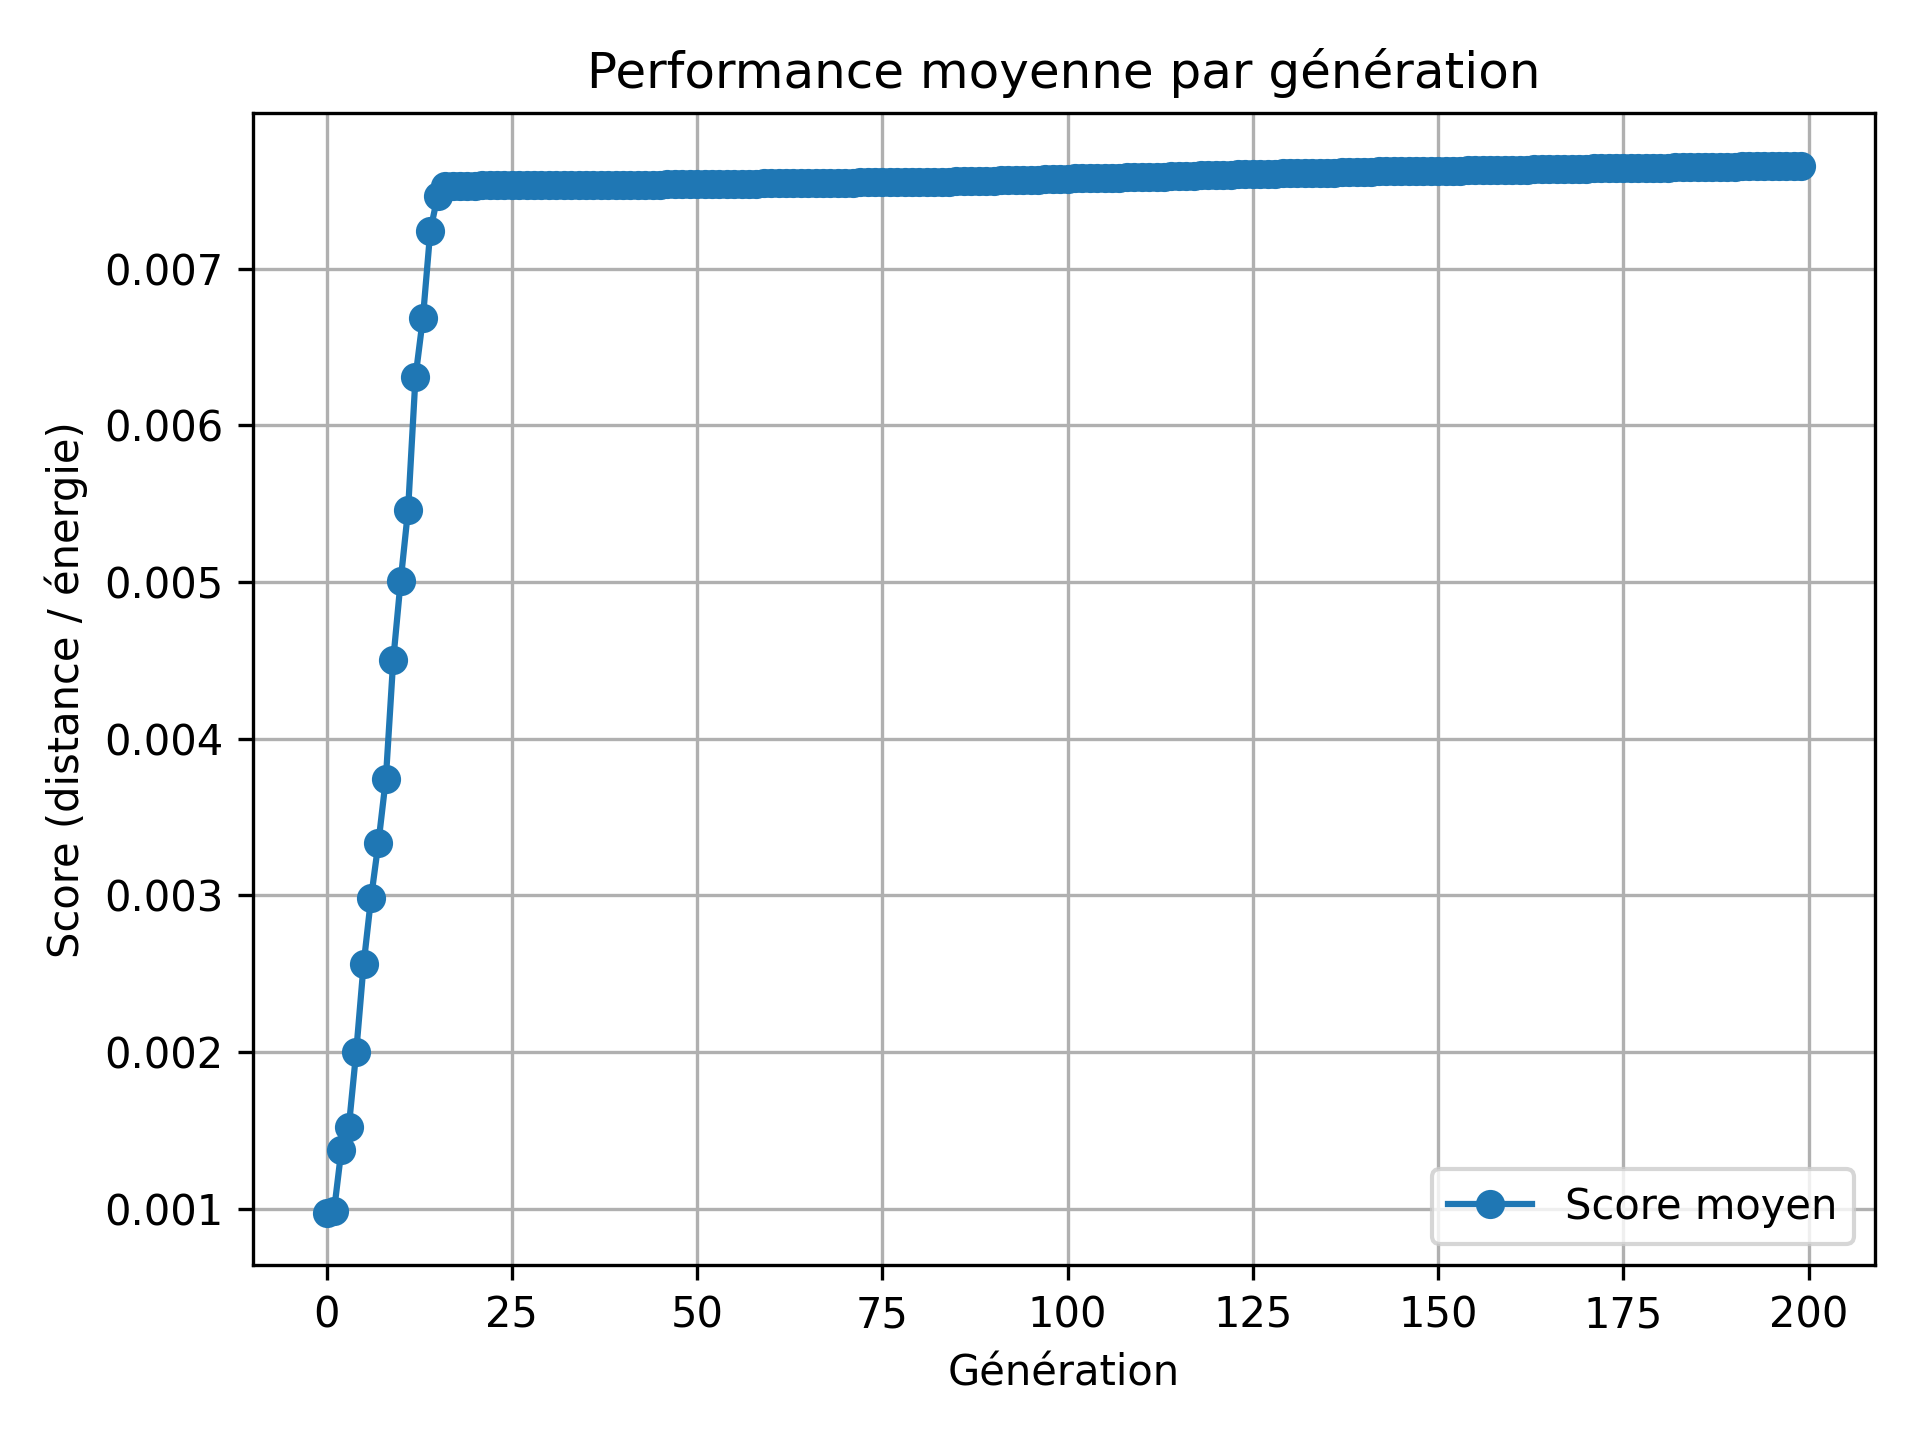 Performance moyenne par génération
Score (distance / énergie)
0.007
0.006
0.005
0.004
0.003
0.002
0.001
Score moyen
0 25 50 75 100 125 150 175 200
Génération